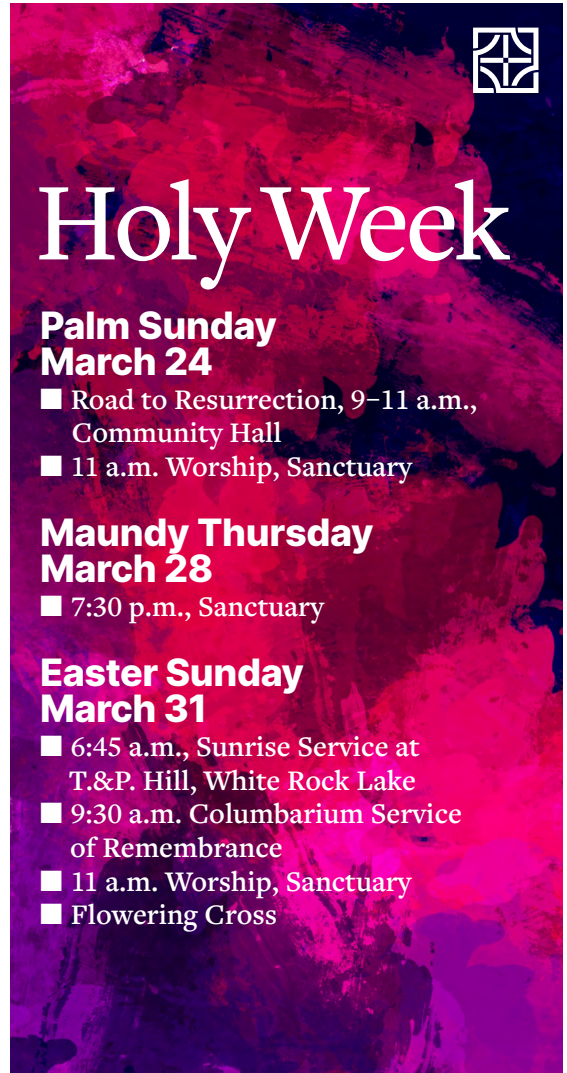 Holy Week
Palm Sunday
March 24
■ Road to Resurrection, 9–11 a.m.,
Community Hall
■ 11 a.m. Worship, Sanctuary
Maundy Thursday
March 28
■ 7:30 p.m., Sanctuary
Easter Sunday
March 31
■ 6:45 a.m., Sunrise Service at
T.&P. Hill, White Rock Lake
■ 9:30 a.m. Columbarium Service
of Remembrance
■ 11 a.m. Worship, Sanctuary
■ Flowering Cross